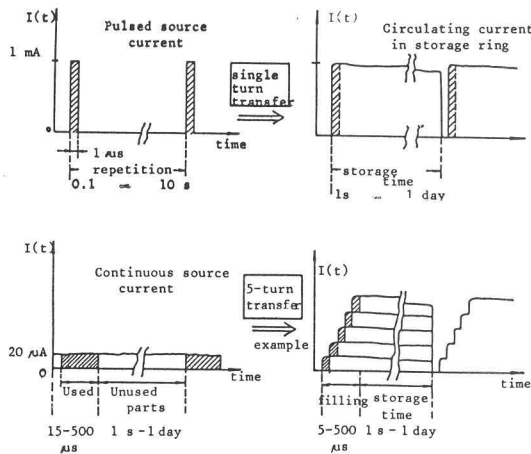 I(t)
Pulsed source
current
1 mA
0
time
1 µs
repetition
0.1 ∞ 10 s
single
turn
transfer
I(t)
Circulating current
in storage ring
time
storage
time
1s – 1 day
I(t)
Continuous source
current
20 µA
0
time
Used
Unused
parts
15-500
µs
1 s-1day
5-turn
transfer
example
I(t)
time
filling
storage
time
5-500
µs
1 s-1 day